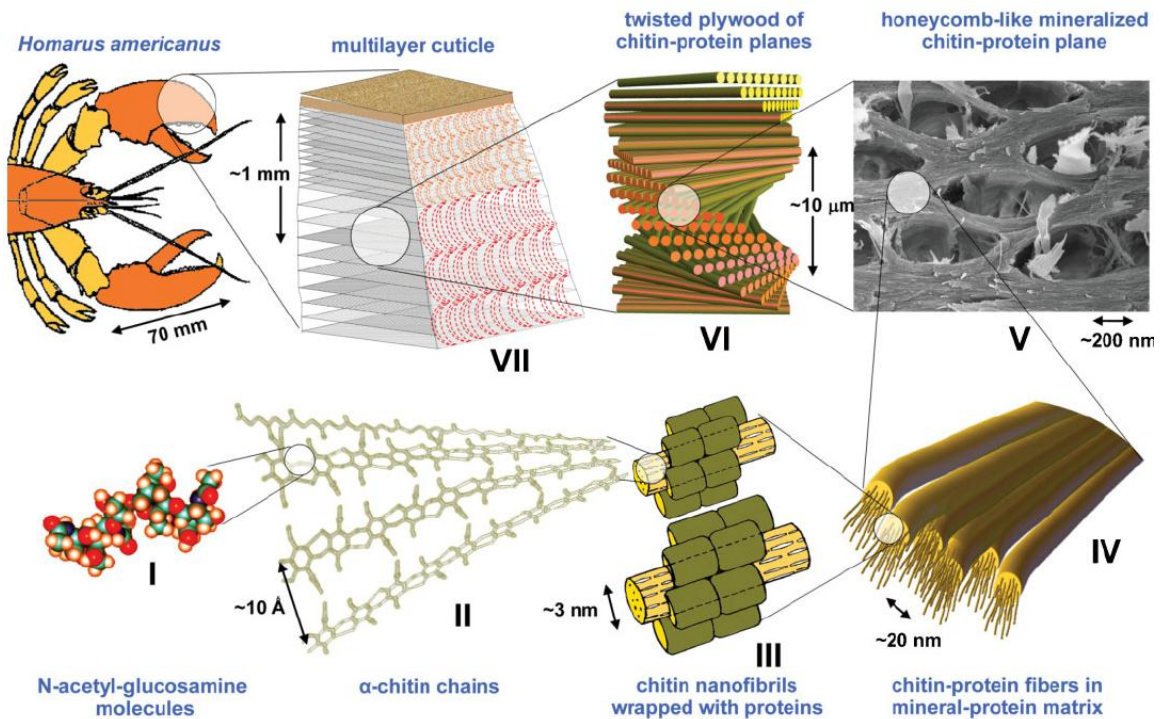 Homarus americanus
multilayer cuticle
twisted plywood of
chitin-protein planes
honeycomb-like mineralized
chitin-protein plane
~1 mm
~10 μm
70 mm
VII
VI
V
~200 nm
I
~10 Å
II
~3 nm
III
~20 nm
IV
N-acetyl-glucosamine
molecules
α-chitin chains
chitin nanofibrils
wrapped with proteins
chitin-protein fibers in
mineral-protein matrix